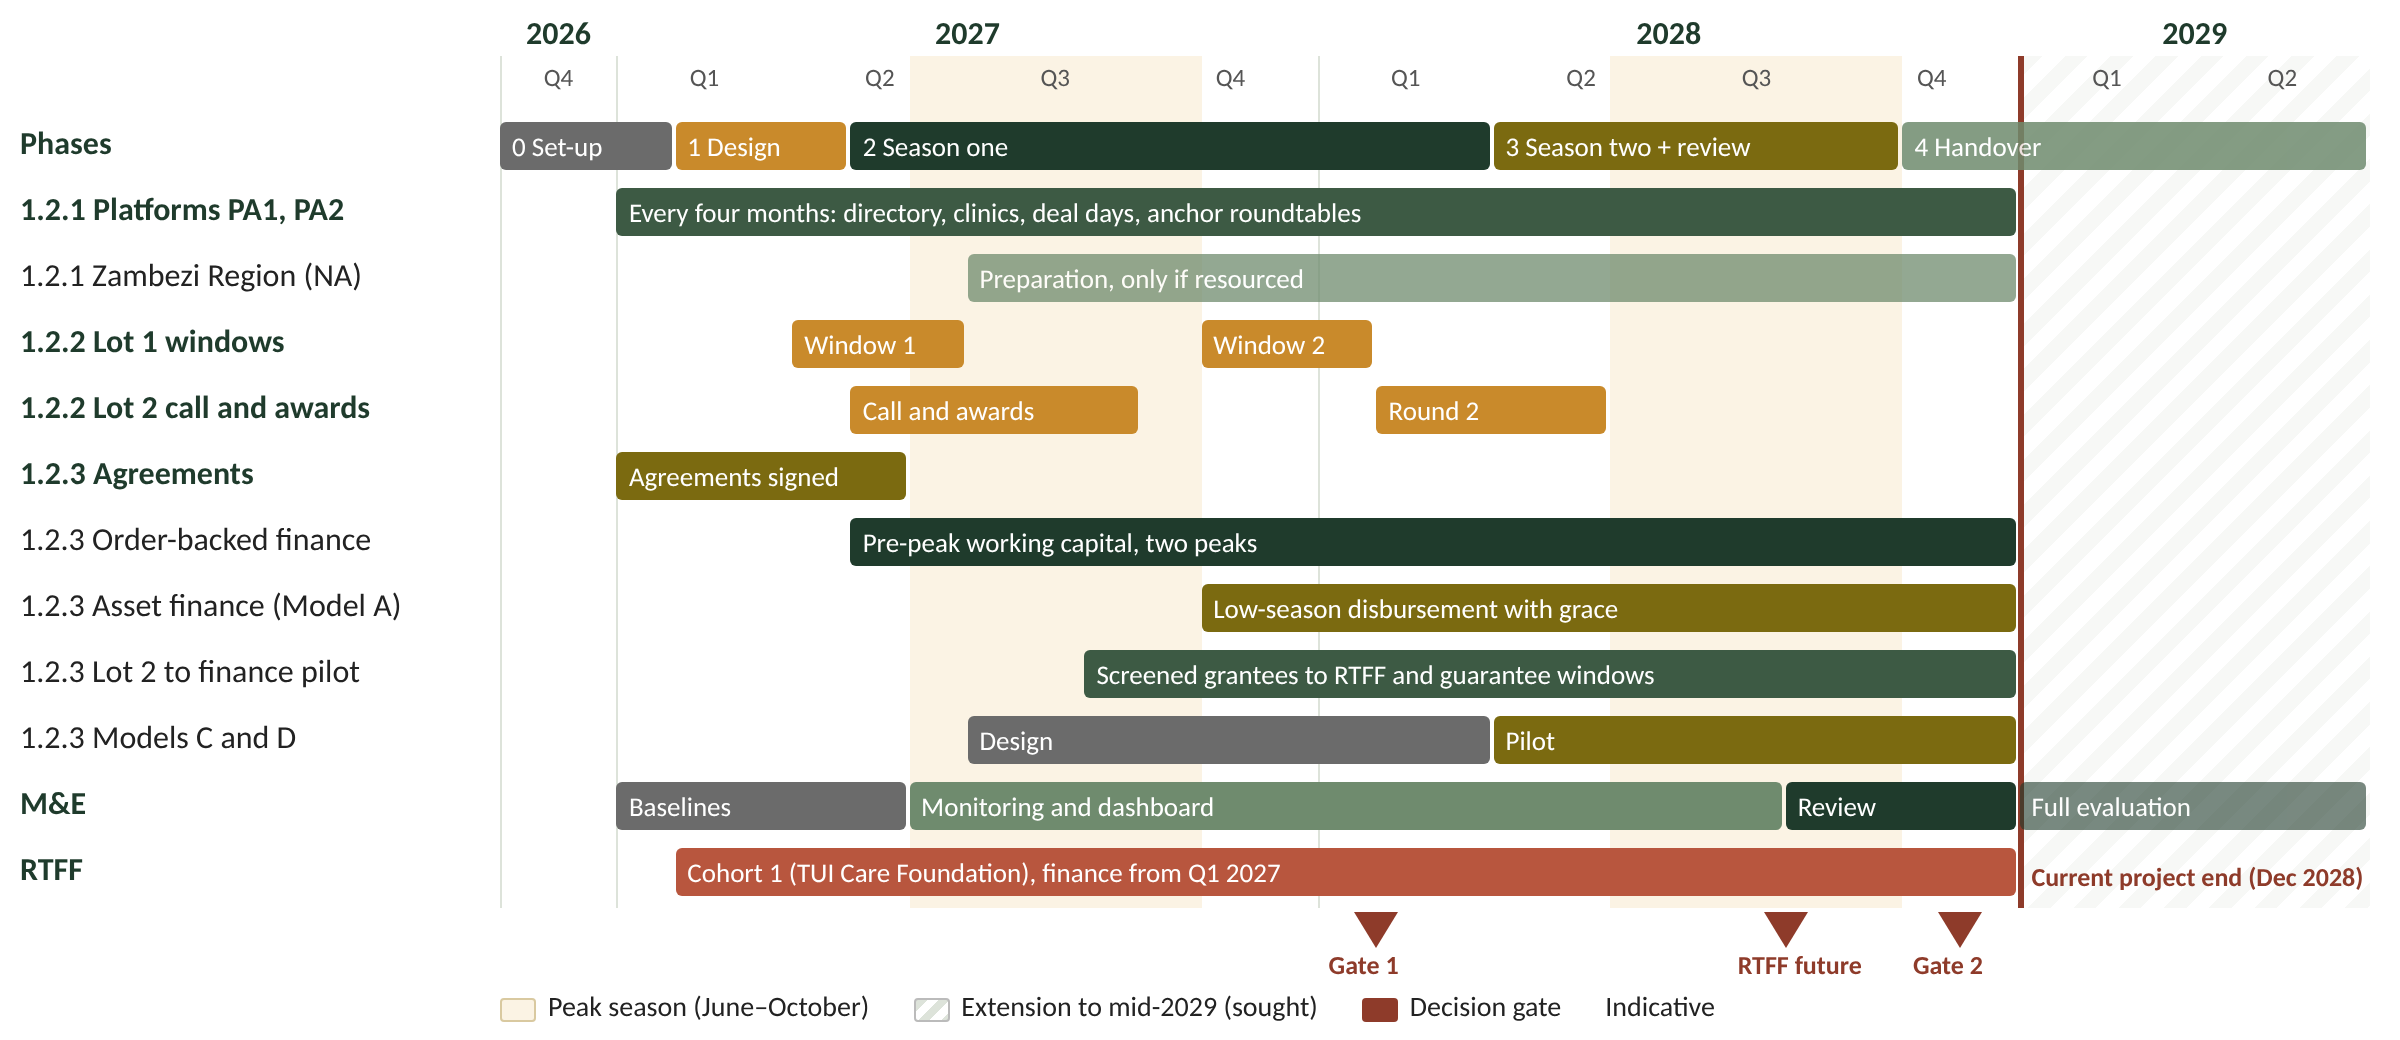 2026 2027 2028 2029
Q4 Q1 Q2 Q3 Q4 Q1 Q2 Q3 Q4 Q1 Q2
Phases 0 Set-up 1 Design 2 Season one 3 Season two + review 4 Handover
1.2.1 Platforms PA1, PA2 Every four months: directory, clinics, deal days, anchor roundtables
1.2.1 Zambezi Region (NA) Preparation, only if resourced
1.2.2 Lot 1 windows Window 1 Window 2
1.2.2 Lot 2 call and awards Call and awards Round 2
1.2.3 Agreements Agreements signed
1.2.3 Order-backed finance Pre-peak working capital, two peaks
1.2.3 Asset finance (Model A) Low-season disbursement with grace
1.2.3 Lot 2 to finance pilot Screened grantees to RTFF and guarantee windows
1.2.3 Models C and D Design Pilot
M&E Baselines Monitoring and dashboard Review Full evaluation
RTFF Cohort 1 (TUI Care Foundation), finance from Q1 2027 Current project end (Dec 2028)
Gate 1 RTFF future Gate 2
Peak season (June–October) Extension to mid-2029 (sought) Decision gate Indicative